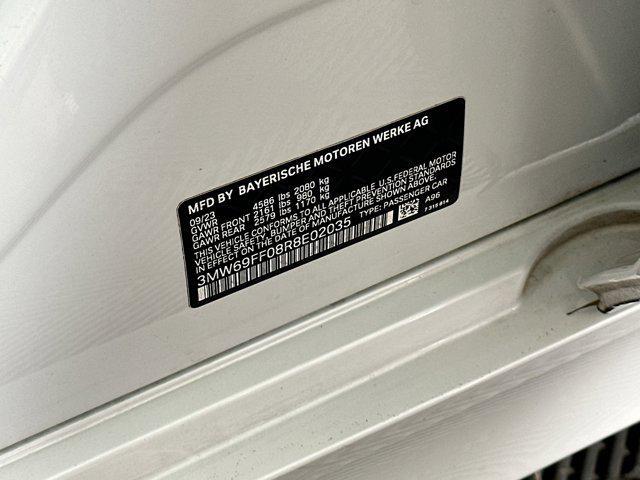 MFD BY BAYERISCHE MOTOREN WERKE AG
09/23
GVWR 4586 lbs 2080 kg
GAWR FRONT 2161 lbs 980 kg
GAWR REAR 2579 lbs 1170 kg
THIS VEHICLE CONFORMS TO ALL APPLICABLE U.S. FEDERAL MOTOR
VEHICLE SAFETY, BUMPER, AND THEFT PREVENTION STANDARDS
IN EFFECT ON THE DATE OF MANUFACTURE SHOWN ABOVE.
3MW69FF08R8E02035 TYPE: PASSENGER CAR
A96
7319814